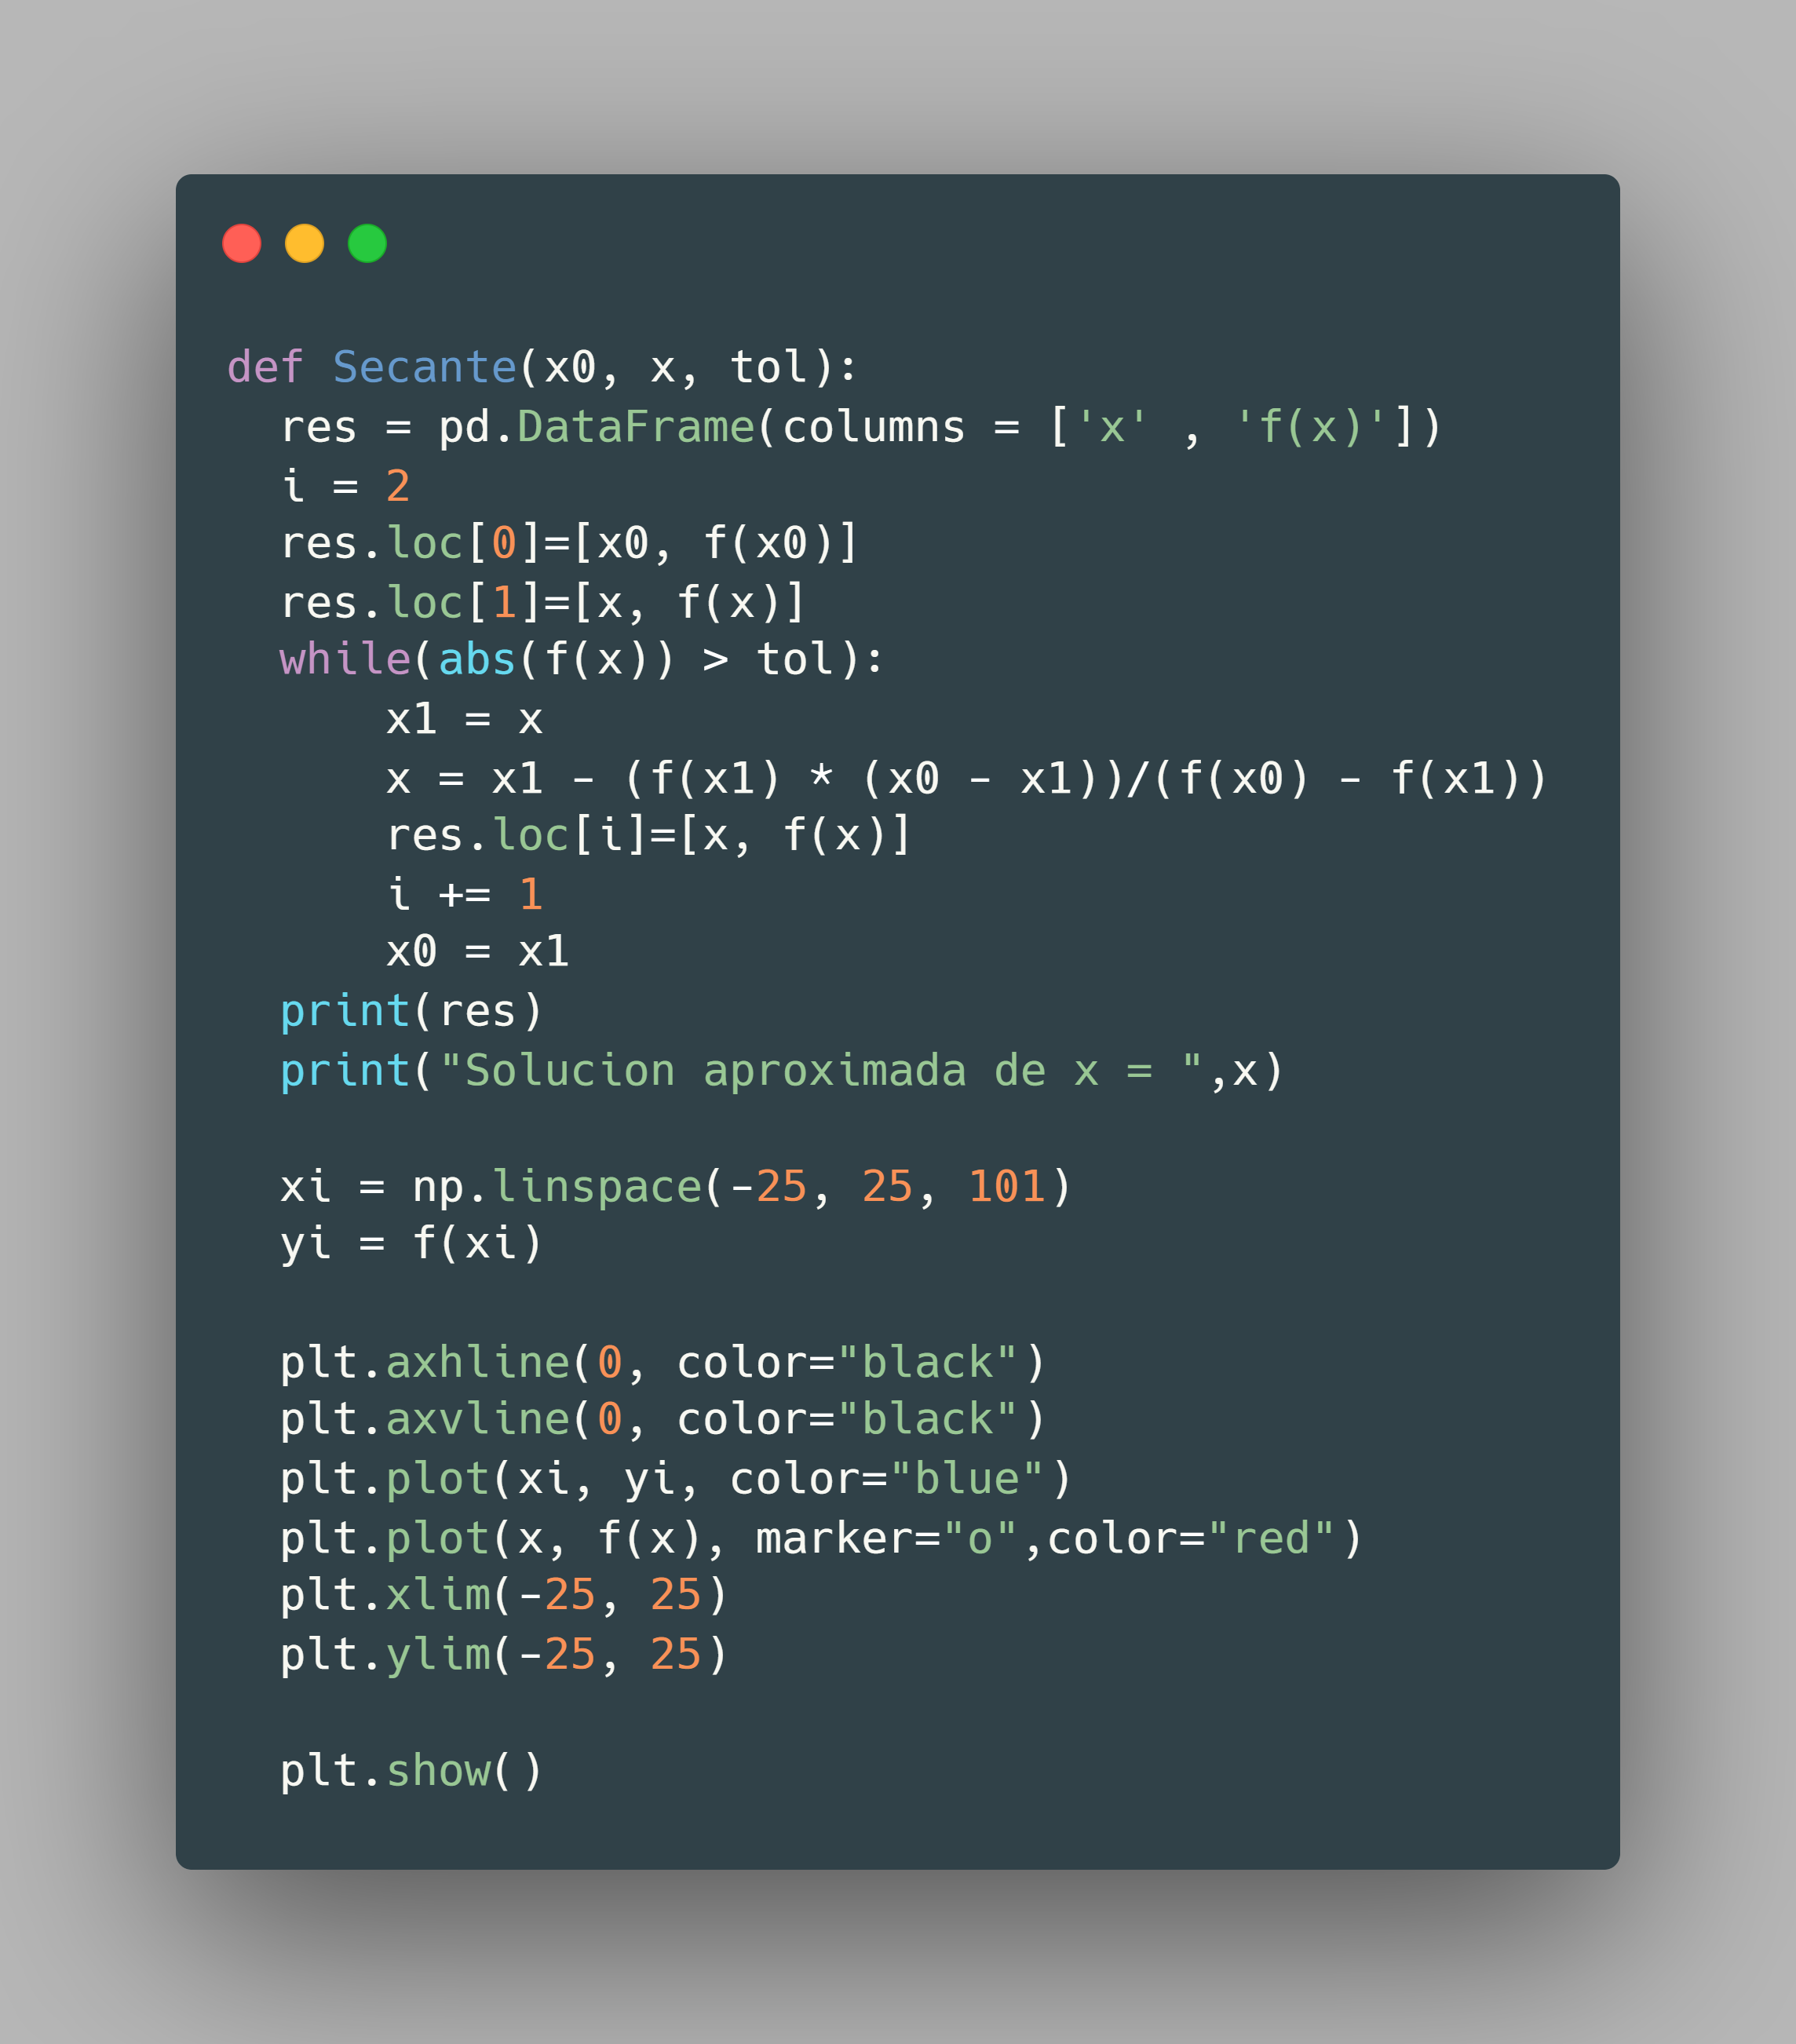 def Secante(x0, x, tol):
  res = pd.DataFrame(columns = ['x' , 'f(x)'])
  i = 2
  res.loc[0]=[x0, f(x0)]
  res.loc[1]=[x, f(x)]
  while(abs(f(x)) > tol):
      x1 = x
      x = x1 - (f(x1) * (x0 - x1))/(f(x0) - f(x1))
      res.loc[i]=[x, f(x)]
      i += 1
      x0 = x1
  print(res)
  print("Solucion aproximada de x = ",x)

  xi = np.linspace(-25, 25, 101)
  yi = f(xi)

  plt.axhline(0, color="black")
  plt.axvline(0, color="black")
  plt.plot(xi, yi, color="blue")
  plt.plot(x, f(x), marker="o",color="red")
  plt.xlim(-25, 25)
  plt.ylim(-25, 25)

  plt.show()